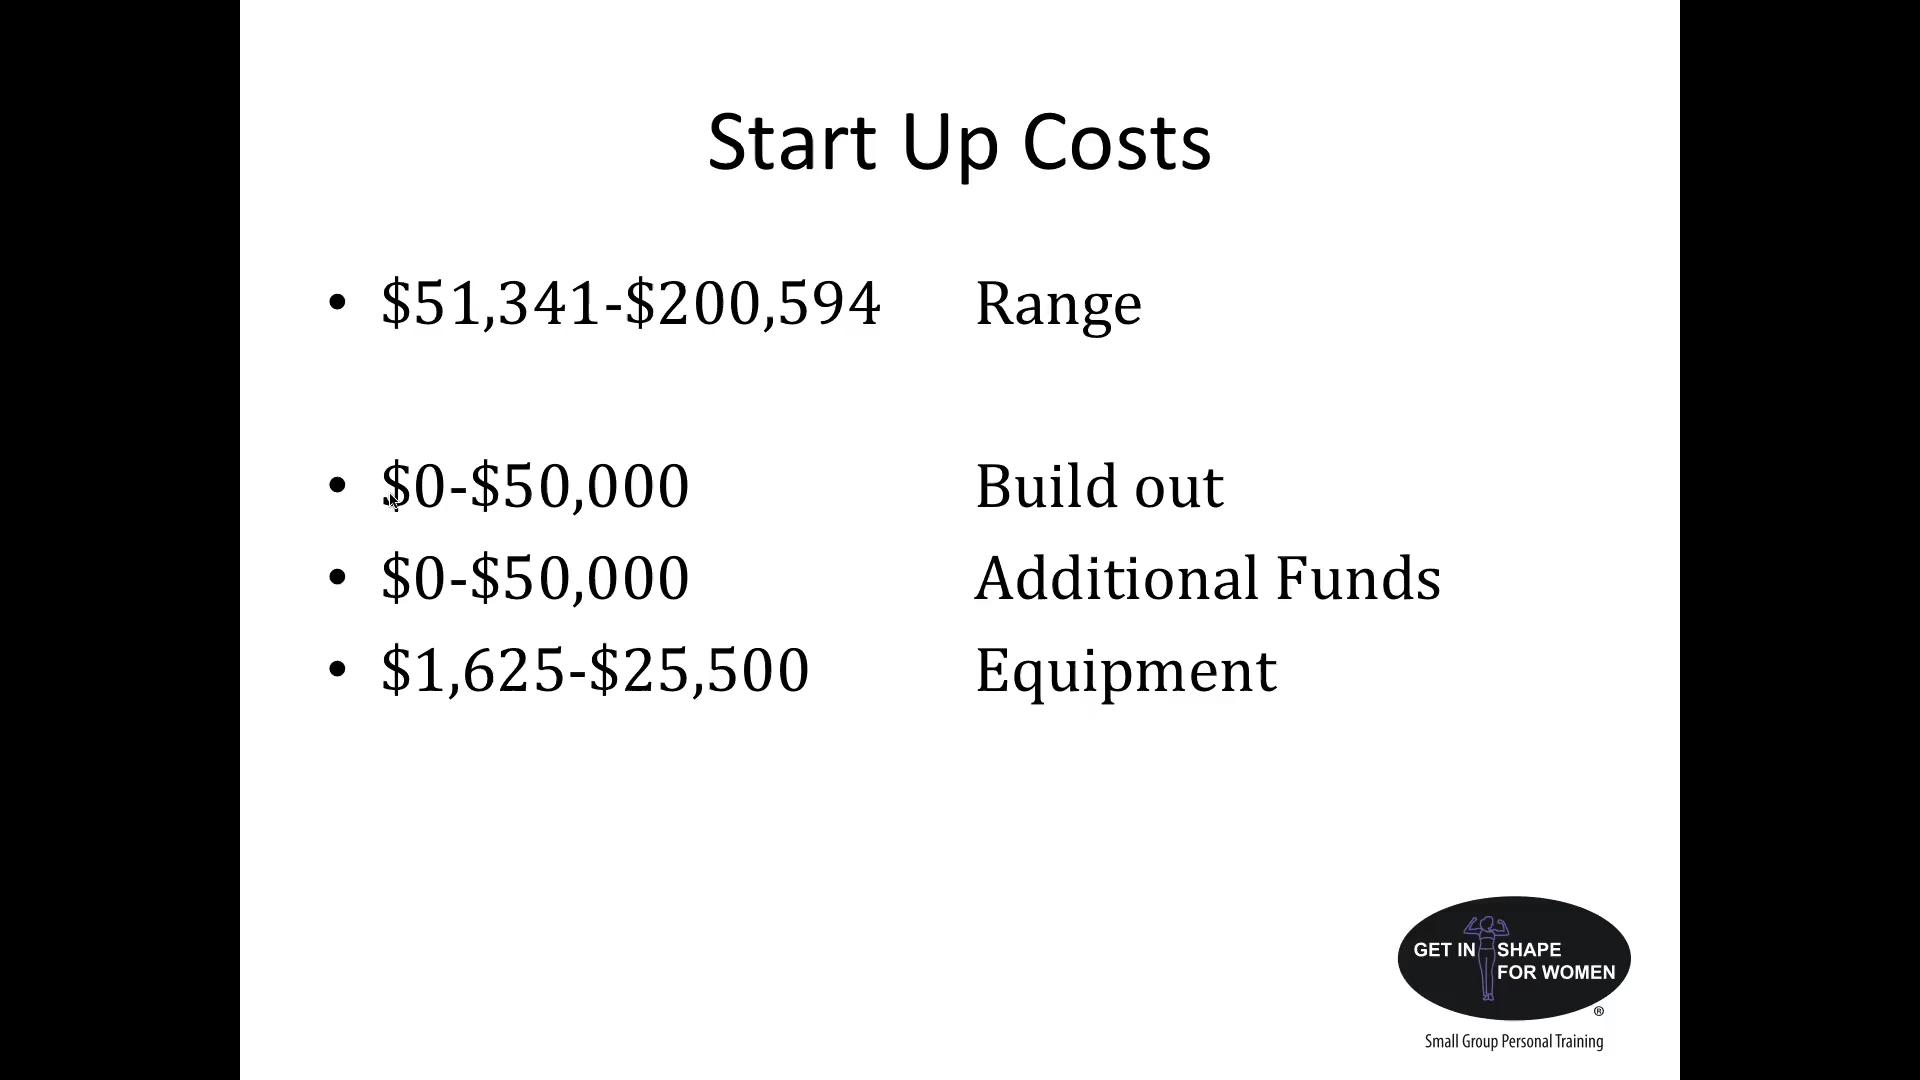 Start Up Costs
• $51,341-$200,594 Range
• $0-$50,000 Build out
• $0-$50,000 Additional Funds
• $1,625-$25,500 Equipment
GET IN SHAPE
FOR WOMEN
®
Small Group Personal Training